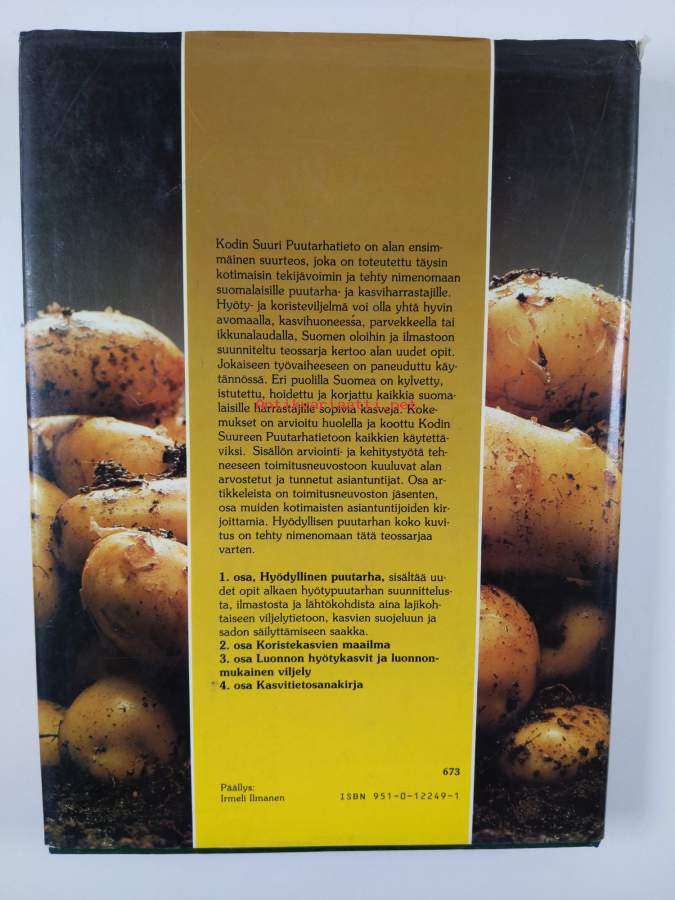 Kodin Suuri Puutarhatieto on alan ensim-
mäinen suurteos, joka on toteutettu täysin
kotimaisin tekijävoimin ja tehty nimenomaan
suomalaisille puutarha- ja kasviharrastajille.
Hyöty- ja koristeviljelmä voi olla yhtä hyvin
avomaalla, kasvihuoneessa, parvekkeella tai
ikkunalaudalla, Suomen oloihin ja ilmastoon
suunniteltu teossarja kertoo alan uudet opit.
Jokaiseen työvaiheeseen on paneuduttu käy-
tännössä. Eri puolilla Suomea on kylvetty,
istutettu, hoidettu ja korjattu kaikkia suoma-
Antikvariaatti.net
laisille harrastajille sopivia kasveja. Koke-
mukset on arvioitu huolella ja koottu Kodin
Suureen Puutarhatietoon kaikkien käytettä-
viksi. Sisällön arviointi- ja kehitystyötä teh-
neeseen toimitusneuvostoon kuuluvat alan
arvostetut ja tunnetut asiantuntijat. Osa ar-
tikkeleista on toimitusneuvoston jäsenten,
osa muiden kotimaisten asiantuntijoiden kir-
joittamia. Hyödyllisen puutarhan koko kuvi-
tus on tehty nimenomaan tätä teossarjaa
varten.
1. osa, Hyödyllinen puutarha, sisältää uu-
det opit alkaen hyötypuutarhan suunnittelus-
ta, ilmastosta ja lähtökohdista aina lajikoh-
taiseen viljelytietoon, kasvien suojeluun ja
sadon säilyttämiseen saakka.
2. osa Koristekasvien maailma
3. osa Luonnon hyötykasvit ja luonnon-
mukainen viljely
4. osa Kasvitietosanakirja
673
Päällys:
Irmeli Ilmanen
ISBN 951-0-12249-1